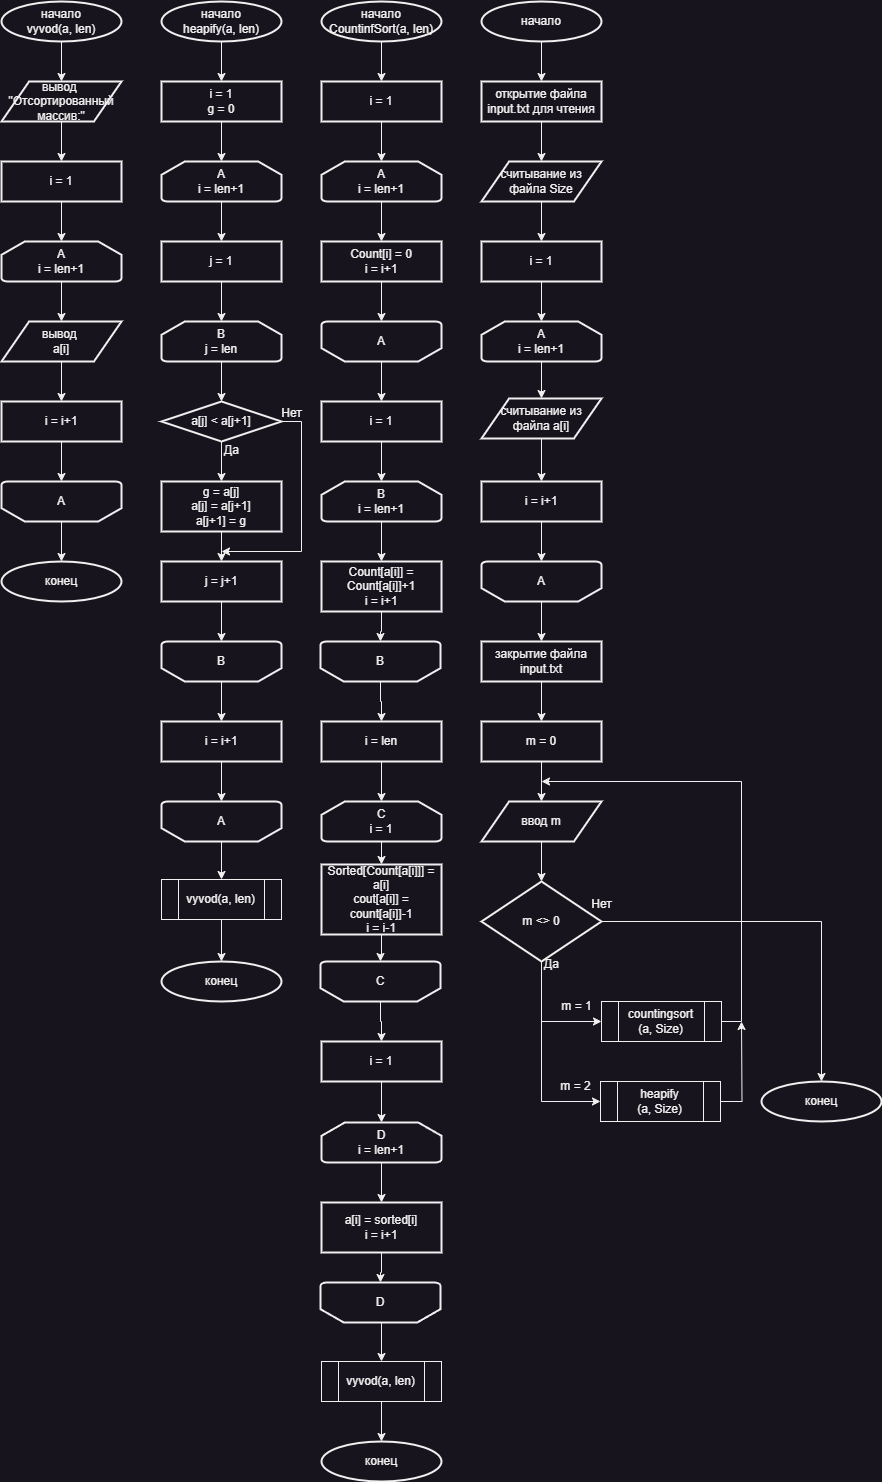 начало
vyvod(a, len)
вывод
"Отсортированный
массив:"
i = 1
A
i = len+1
вывод
a[i]
i = i+1
A
конец
начало
heapify(a, len)
i = 1
g = 0
A
i = len+1
j = 1
B
j = len
a[j] < a[j+1]
Нет
Да
g = a[j]
a[j] = a[j+1]
a[j+1] = g
j = j+1
B
i = i+1
A
vyvod(a, len)
конец
начало
CountinfSort(a, len)
i = 1
A
i = len+1
Count[i] = 0
i = i+1
A
i = 1
B
i = len+1
Count[a[i]] =
Count[a[i]]+1
i = i+1
B
i = len
C
i = 1
Sorted[Count[a[i]]] =
a[i]
cout[a[i]] =
count[a[i]]-1
i = i-1
C
i = 1
D
i = len+1
a[i] = sorted[i]
i = i+1
D
vyvod(a, len)
конец
начало
открытие файла
input.txt для чтения
считывание из
файла Size
i = 1
A
i = len+1
считывание из
файла a[i]
i = i+1
A
закрытие файла
input.txt
m = 0
ввод m
m <> 0
Нет
Да
m = 1
countingsort
(a, Size)
m = 2
heapify
(a, Size)
конец